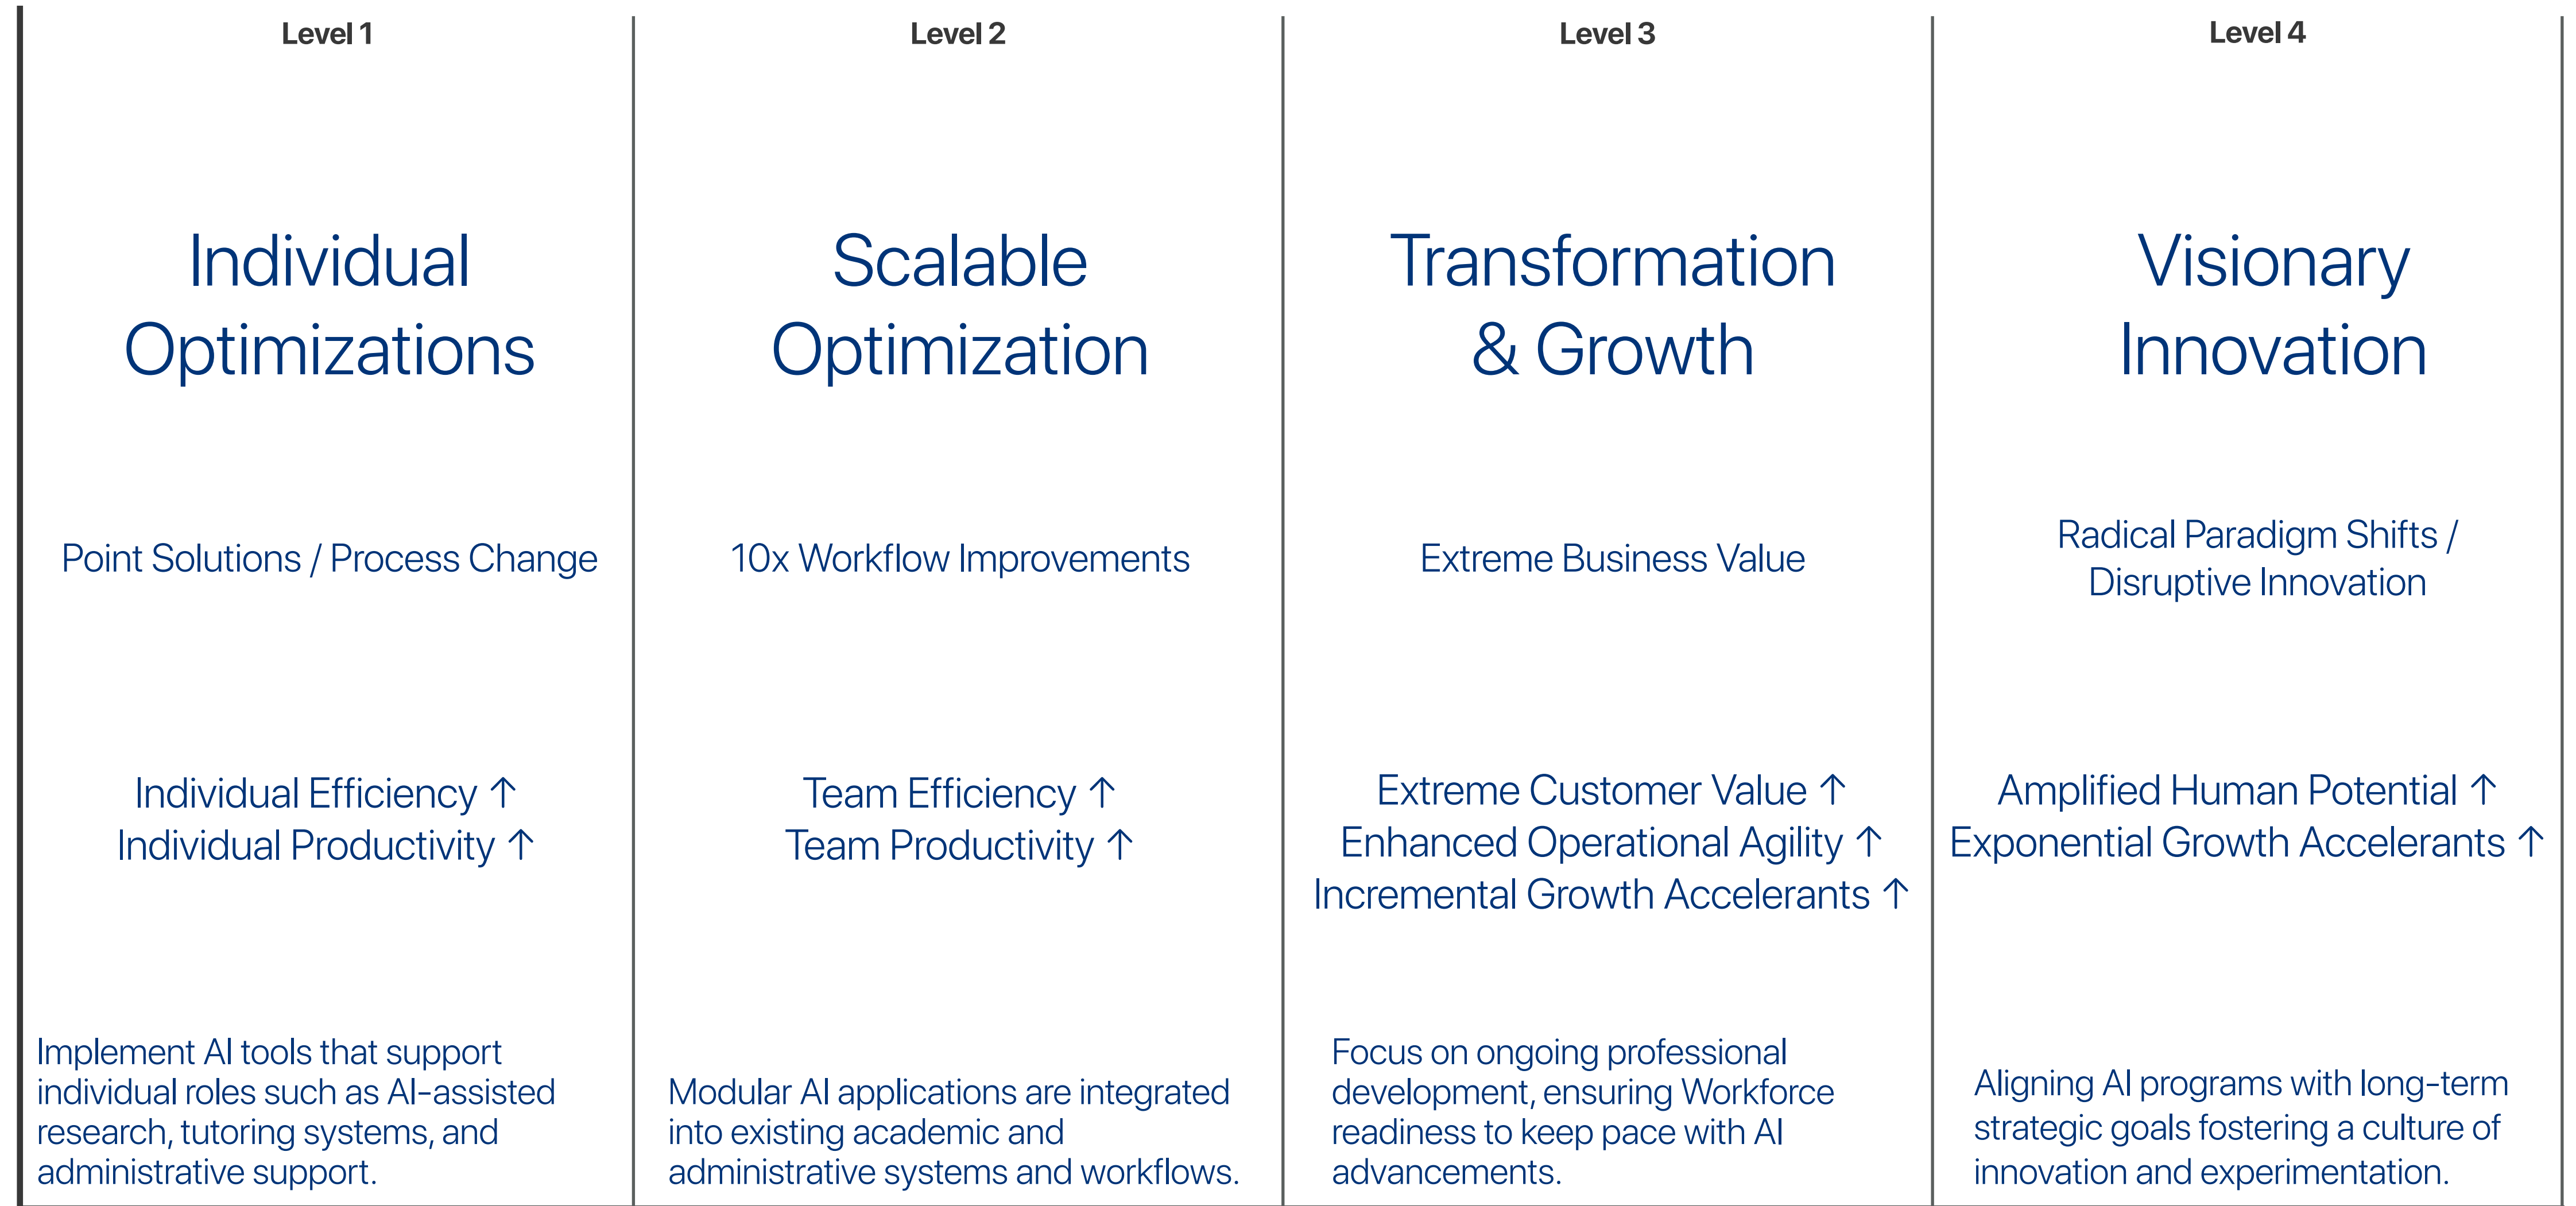 Level 1
Individual
Optimizations
Point Solutions / Process Change
Individual Efficiency ↑
Individual Productivity ↑
Implement AI tools that support
individual roles such as AI-assisted
research, tutoring systems, and
administrative support.
Level 2
Scalable
Optimization
10x Workflow Improvements
Team Efficiency ↑
Team Productivity ↑
Modular AI applications are integrated
into existing academic and
administrative systems and workflows.
Level 3
Transformation
& Growth
Extreme Business Value
Extreme Customer Value ↑
Enhanced Operational Agility ↑
Incremental Growth Accelerants ↑
Focus on ongoing professional
development, ensuring Workforce
readiness to keep pace with AI
advancements.
Level 4
Visionary
Innovation
Radical Paradigm Shifts /
Disruptive Innovation
Amplified Human Potential ↑
Exponential Growth Accelerants ↑
Aligning AI programs with long-term
strategic goals fostering a culture of
innovation and experimentation.